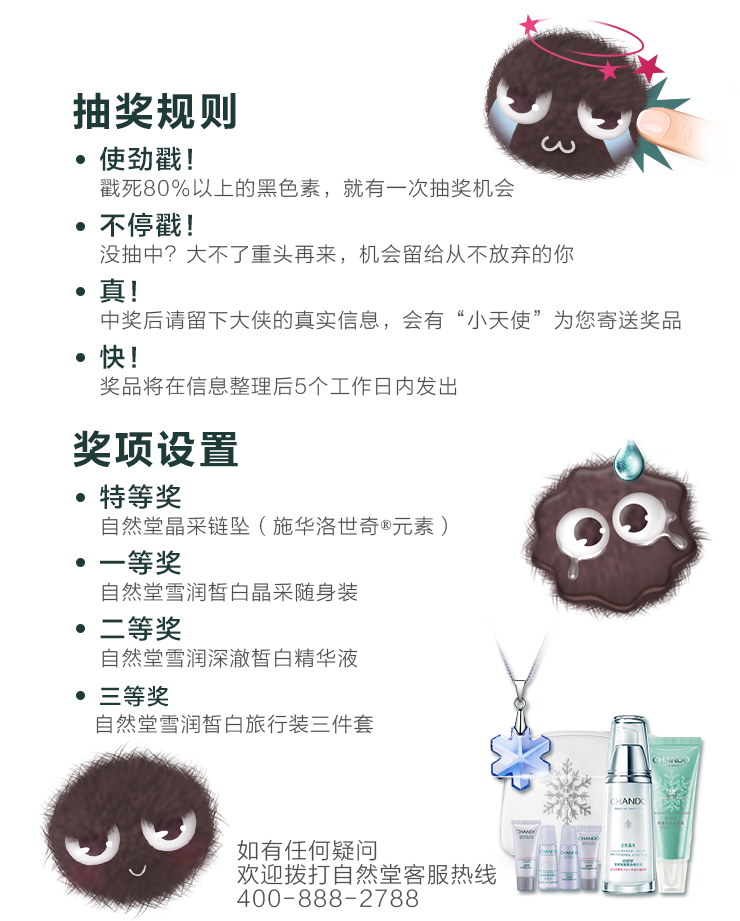 抽奖规则
• 使劲戳！
戳死80%以上的黑色素，就有一次抽奖机会
• 不停戳！
没抽中？大不了重头再来，机会留给从不放弃的你
• 真！
中奖后请留下大侠的真实信息，会有“小天使”为您寄送奖品
• 快！
奖品将在信息整理后5个工作日内发出
奖项设置
• 特等奖
自然堂晶采链坠（施华洛世奇®元素）
• 一等奖
自然堂雪润皙白晶采随身装
• 二等奖
自然堂雪润深澈皙白精华液
• 三等奖
自然堂雪润皙白旅行装三件套
CHANDO
CHANDO
CHANDO
CHANDO
CHANDO
CHANDO
如有任何疑问
欢迎拨打自然堂客服热线
400-888-2788